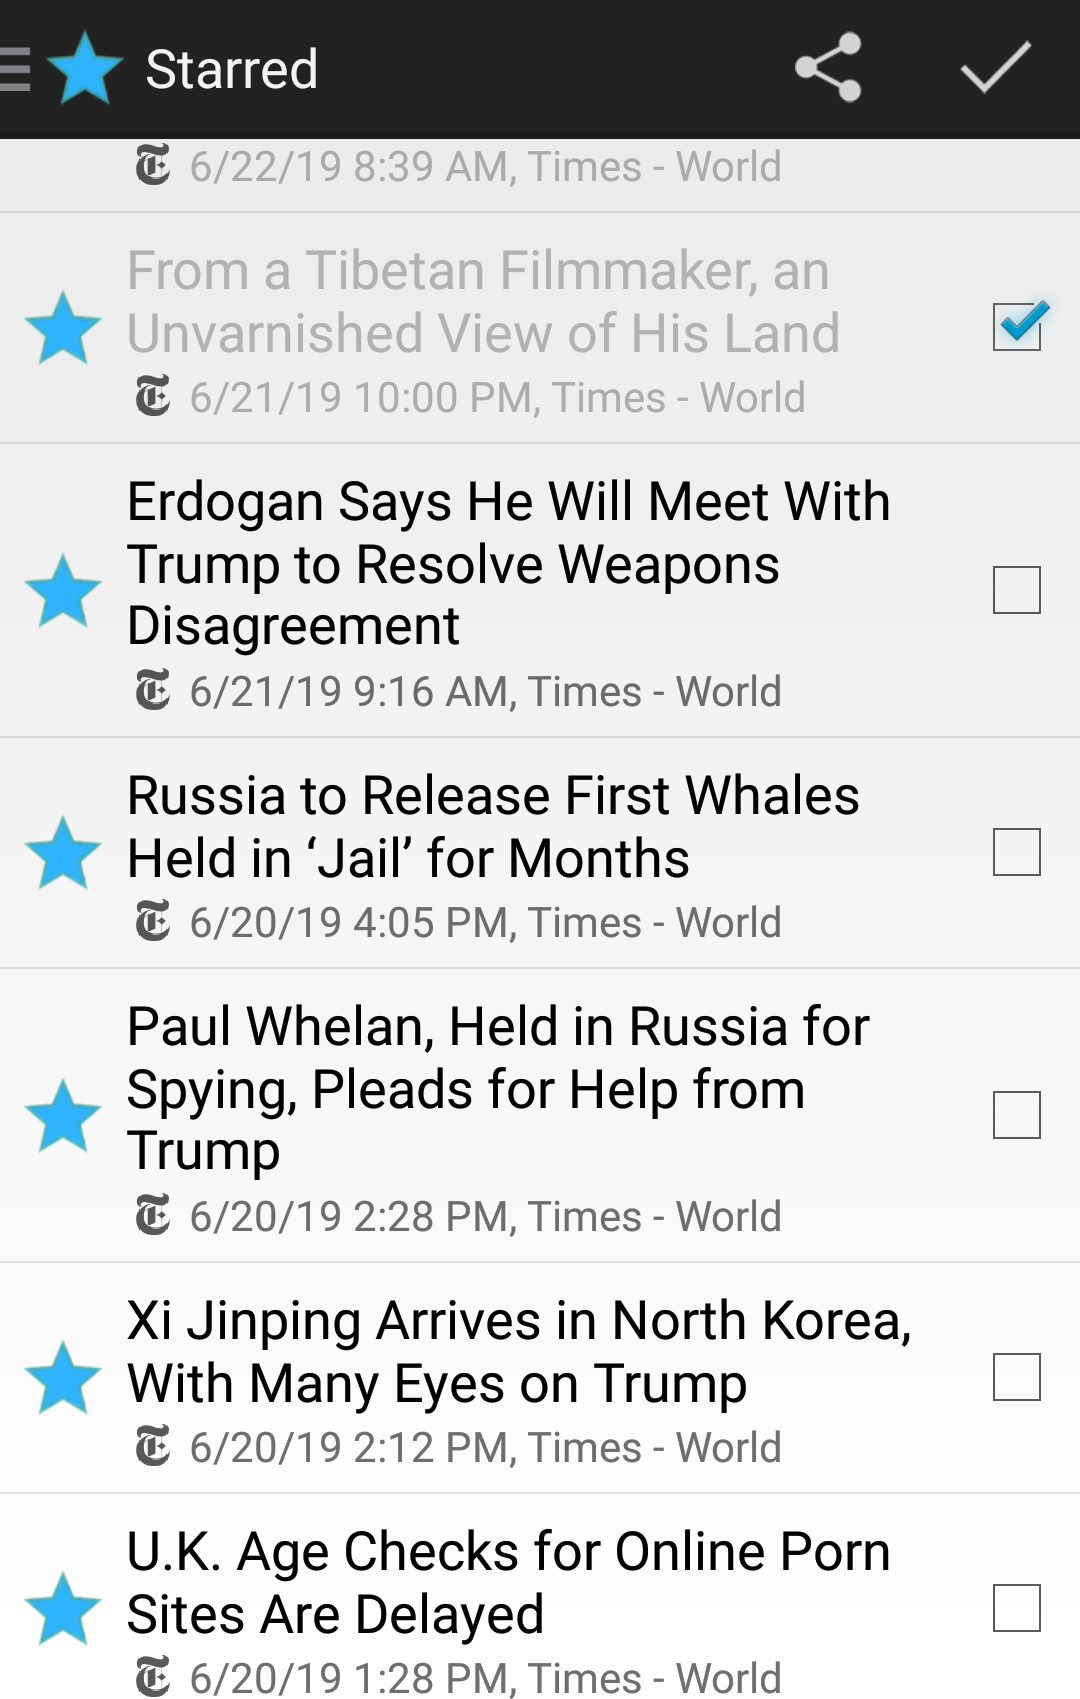 Starred
6/22/19 8:39 AM, Times - World
From a Tibetan Filmmaker, an
Unvarnished View of His Land
6/21/19 10:00 PM, Times - World
Erdogan Says He Will Meet With
Trump to Resolve Weapons
Disagreement
6/21/19 9:16 AM, Times - World
Russia to Release First Whales
Held in ‘Jail’ for Months
6/20/19 4:05 PM, Times - World
Paul Whelan, Held in Russia for
Spying, Pleads for Help from
Trump
6/20/19 2:28 PM, Times - World
Xi Jinping Arrives in North Korea,
With Many Eyes on Trump
6/20/19 2:12 PM, Times - World
U.K. Age Checks for Online Porn
Sites Are Delayed
6/20/19 1:28 PM, Times - World